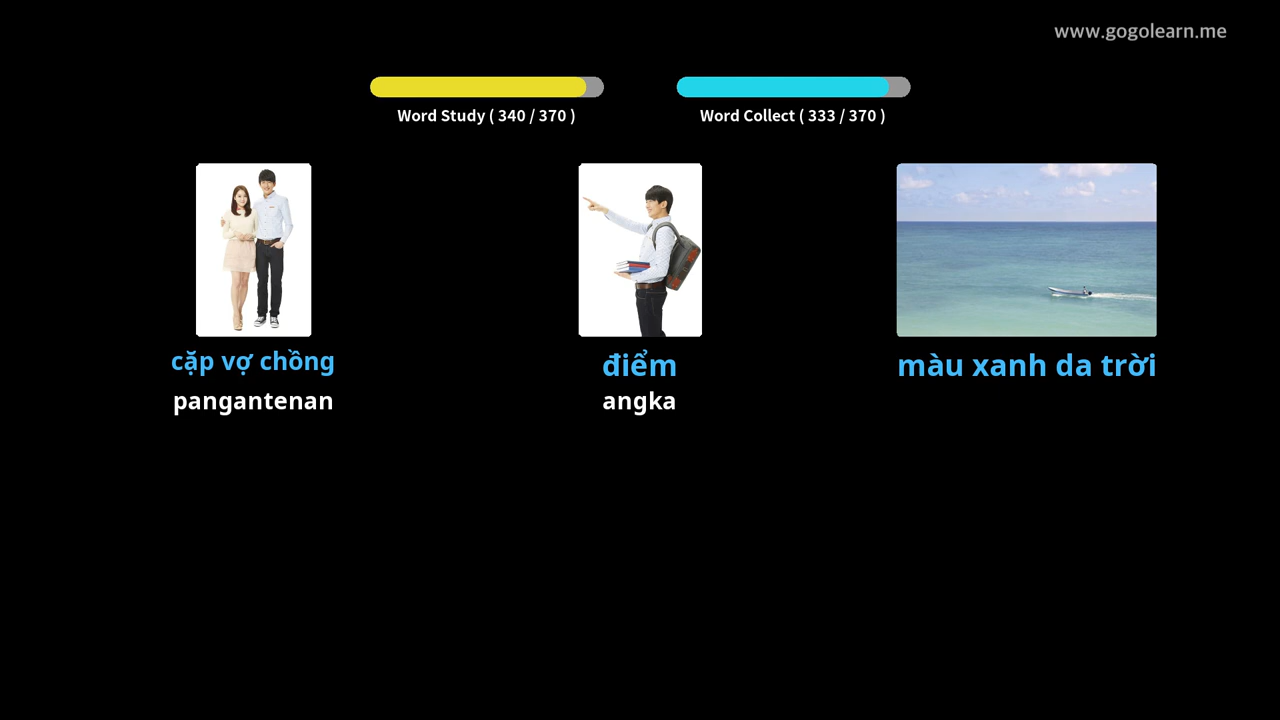 www.gogolearn.me
Word Study ( 340 / 370 )
Word Collect ( 333 / 370 )
cặp vợ chồng
pangantenan
điểm
angka
màu xanh da trời